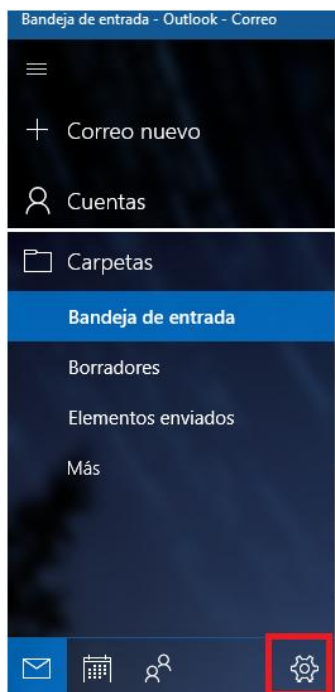 Bandeja de entrada - Outlook - Correo
Correo nuevo
Cuentas
Carpetas
Bandeja de entrada
Borradores
Elementos enviados
Más